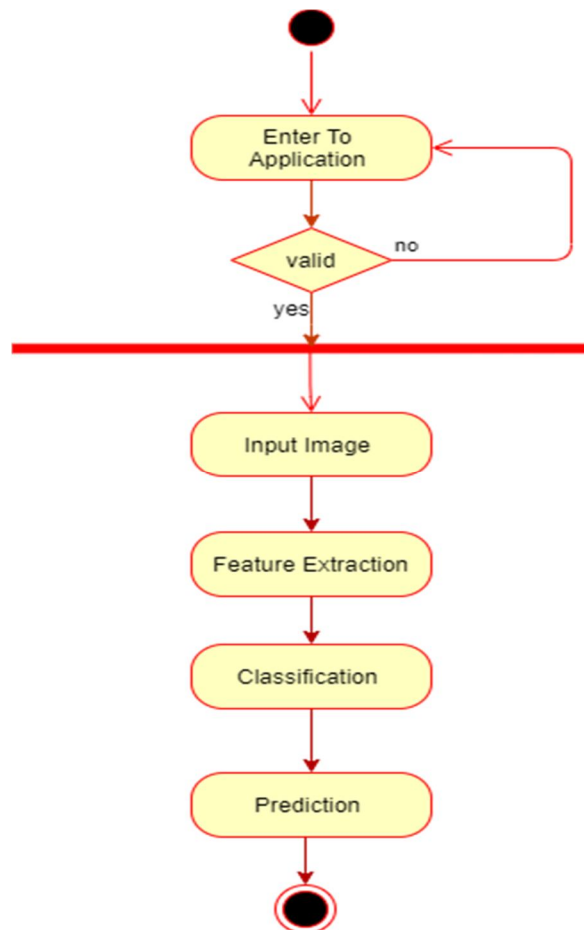 Enter To
Application
valid
no
yes
Input Image
Feature Extraction
Classification
Prediction